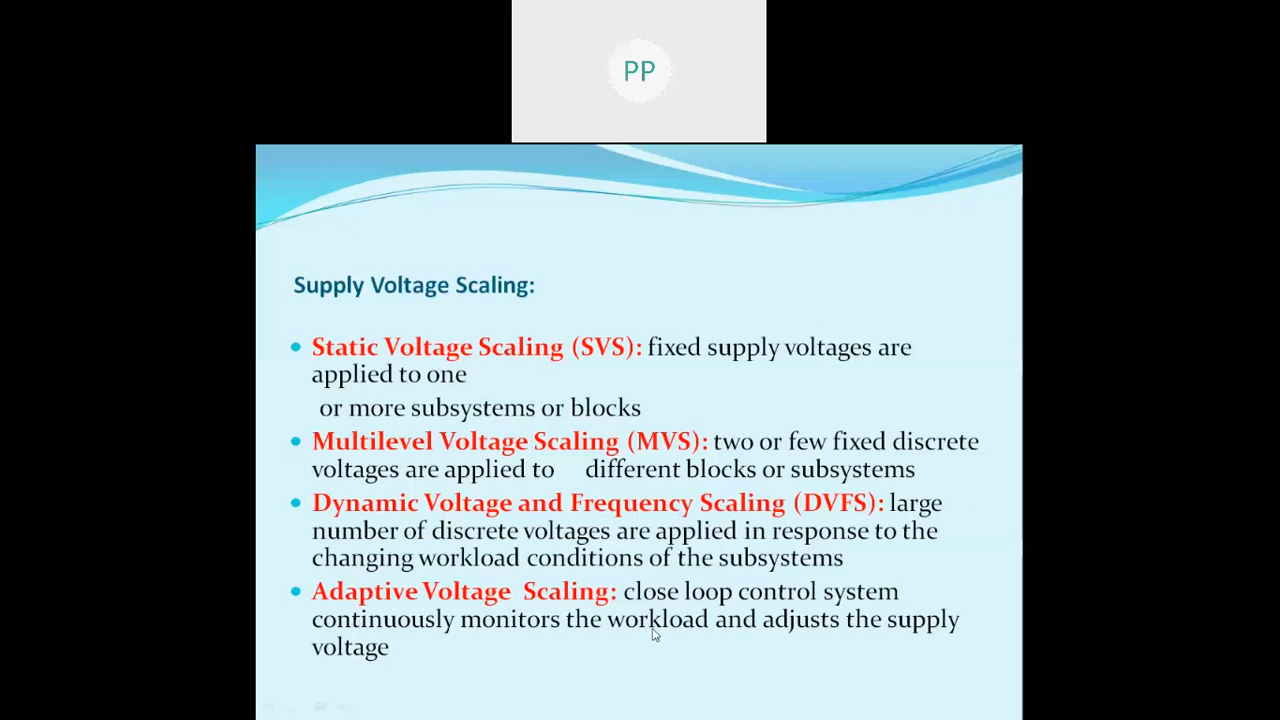 PP
Supply Voltage Scaling:
• Static Voltage Scaling (SVS): fixed supply voltages are
applied to one
or more subsystems or blocks
• Multilevel Voltage Scaling (MVS): two or few fixed discrete
voltages are applied to different blocks or subsystems
• Dynamic Voltage and Frequency Scaling (DVFS): large
number of discrete voltages are applied in response to the
changing workload conditions of the subsystems
• Adaptive Voltage Scaling: close loop control system
continuously monitors the workload and adjusts the supply
voltage